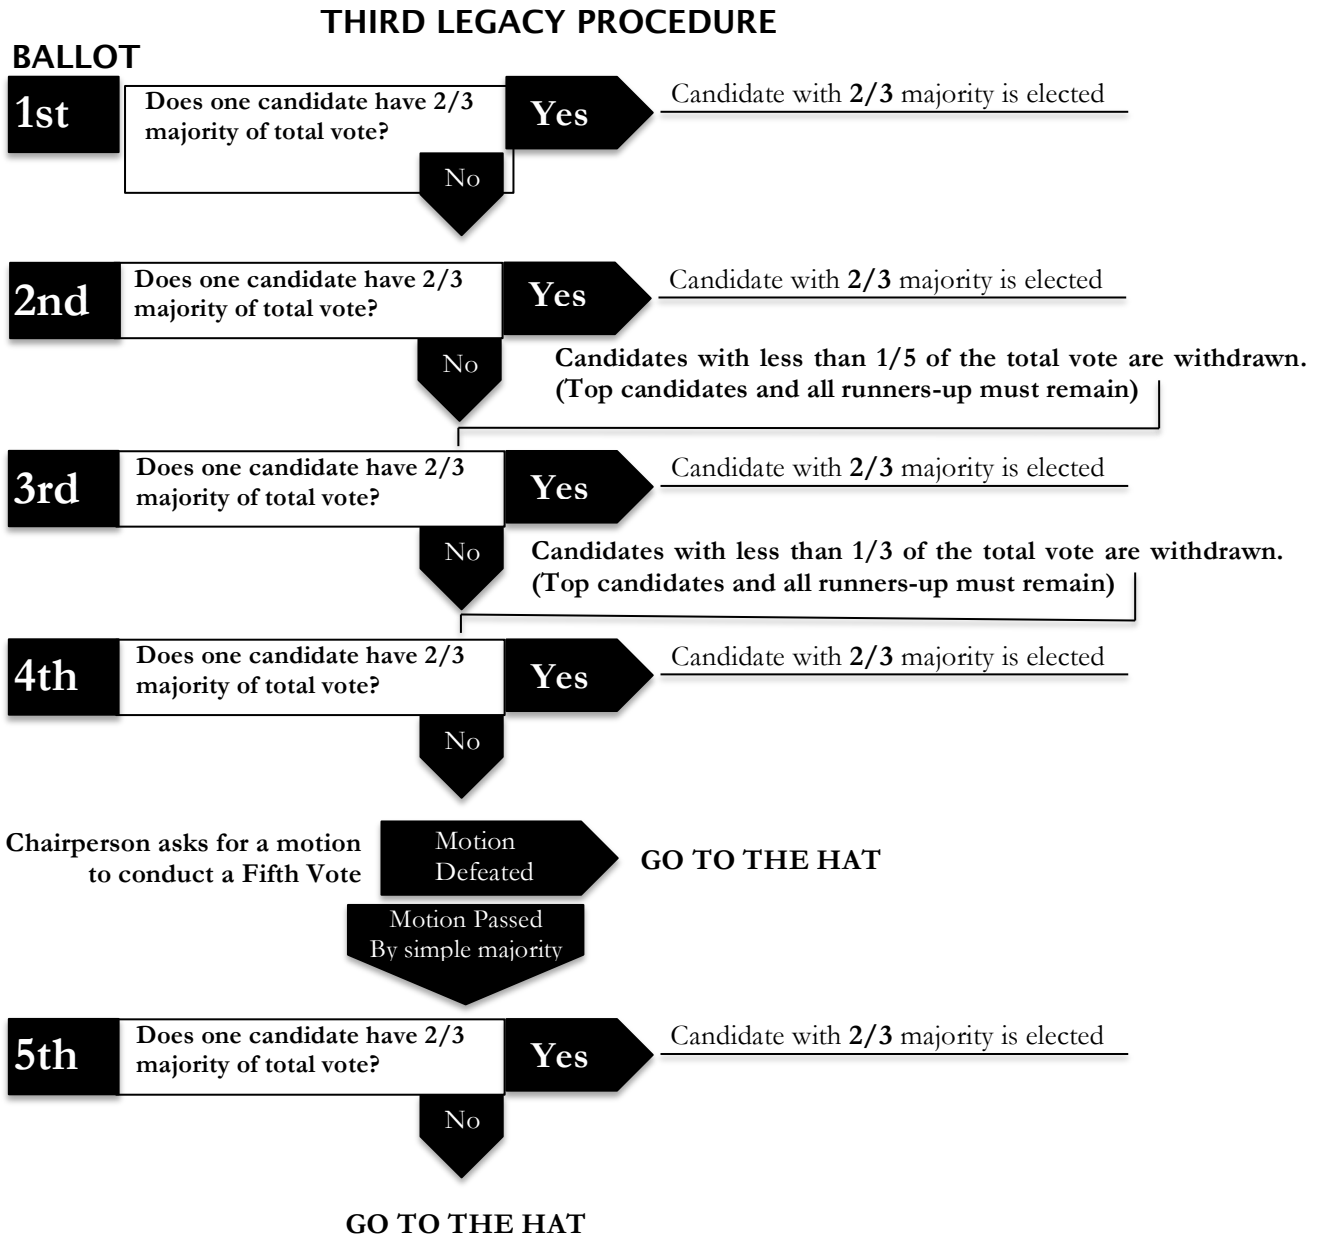 THIRD LEGACY PROCEDURE
BALLOT
1st
Does one candidate have 2/3
majority of total vote?
Yes
Candidate with 2/3 majority is elected
No
2nd
Does one candidate have 2/3
majority of total vote?
Yes
Candidate with 2/3 majority is elected
No
Candidates with less than 1/5 of the total vote are withdrawn.
(Top candidates and all runners-up must remain)
3rd
Does one candidate have 2/3
majority of total vote?
Yes
Candidate with 2/3 majority is elected
No
Candidates with less than 1/3 of the total vote are withdrawn.
(Top candidates and all runners-up must remain)
4th
Does one candidate have 2/3
majority of total vote?
Yes
Candidate with 2/3 majority is elected
No
Chairperson asks for a motion
to conduct a Fifth Vote
Motion
Defeated
GO TO THE HAT
Motion Passed
By simple majority
5th
Does one candidate have 2/3
majority of total vote?
Yes
Candidate with 2/3 majority is elected
No
GO TO THE HAT